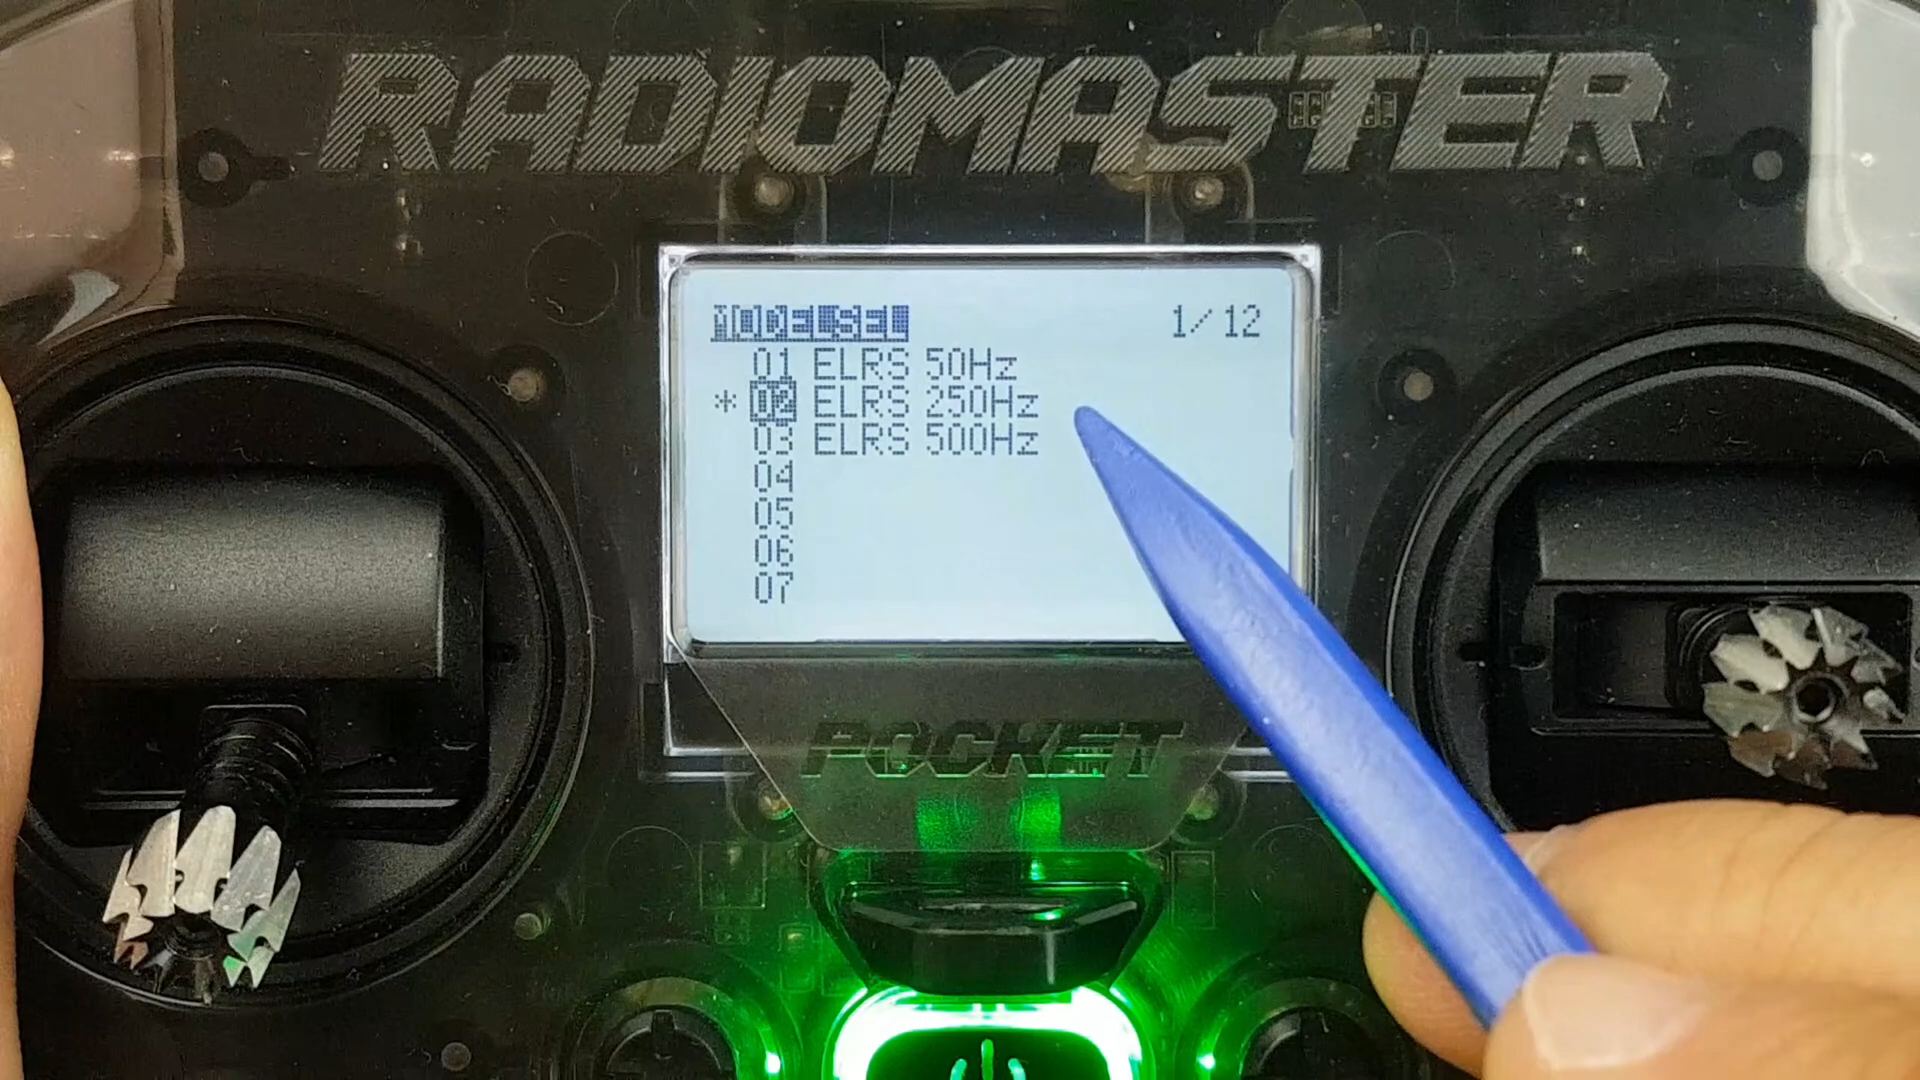 RADIOMASTER
MODELSEL 1/12
01 ELRS 50Hz
* 02 ELRS 250Hz
03 ELRS 500Hz
04
05
06
07
POCKET